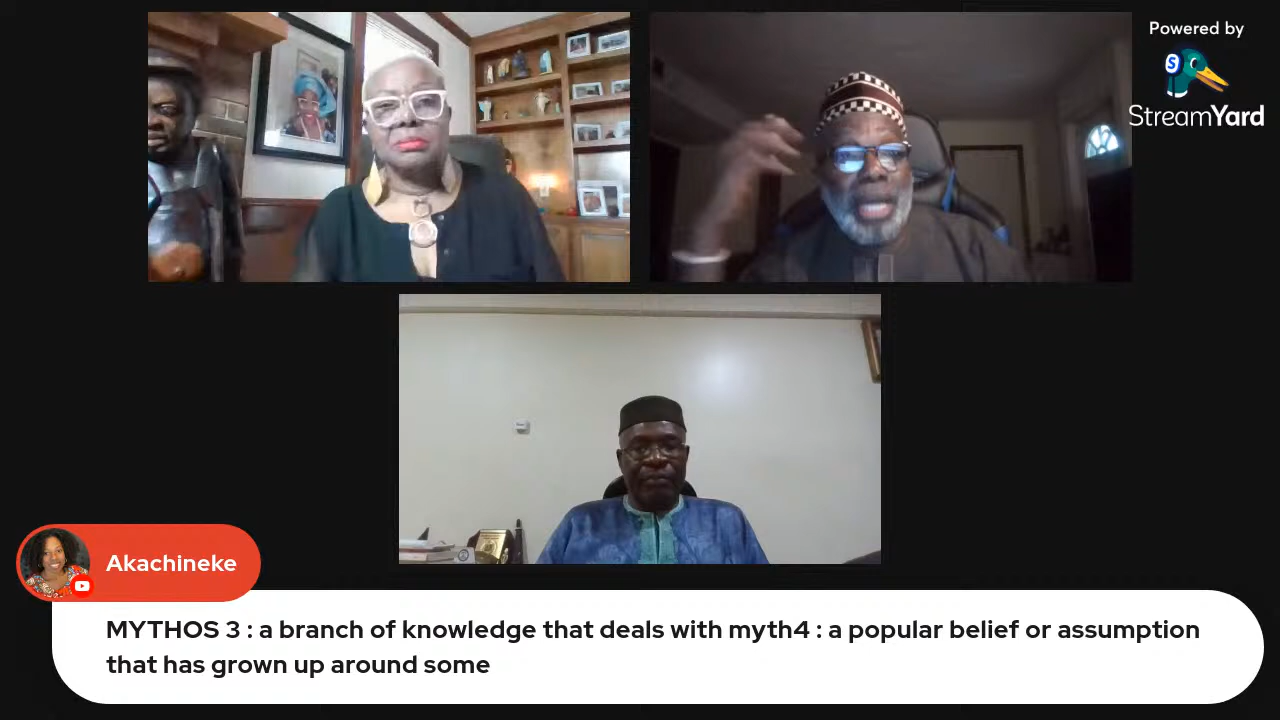 Powered by
S
StreamYard
Akachineke
MYTHOS 3 : a branch of knowledge that deals with myth4 : a popular belief or assumption
that has grown up around some